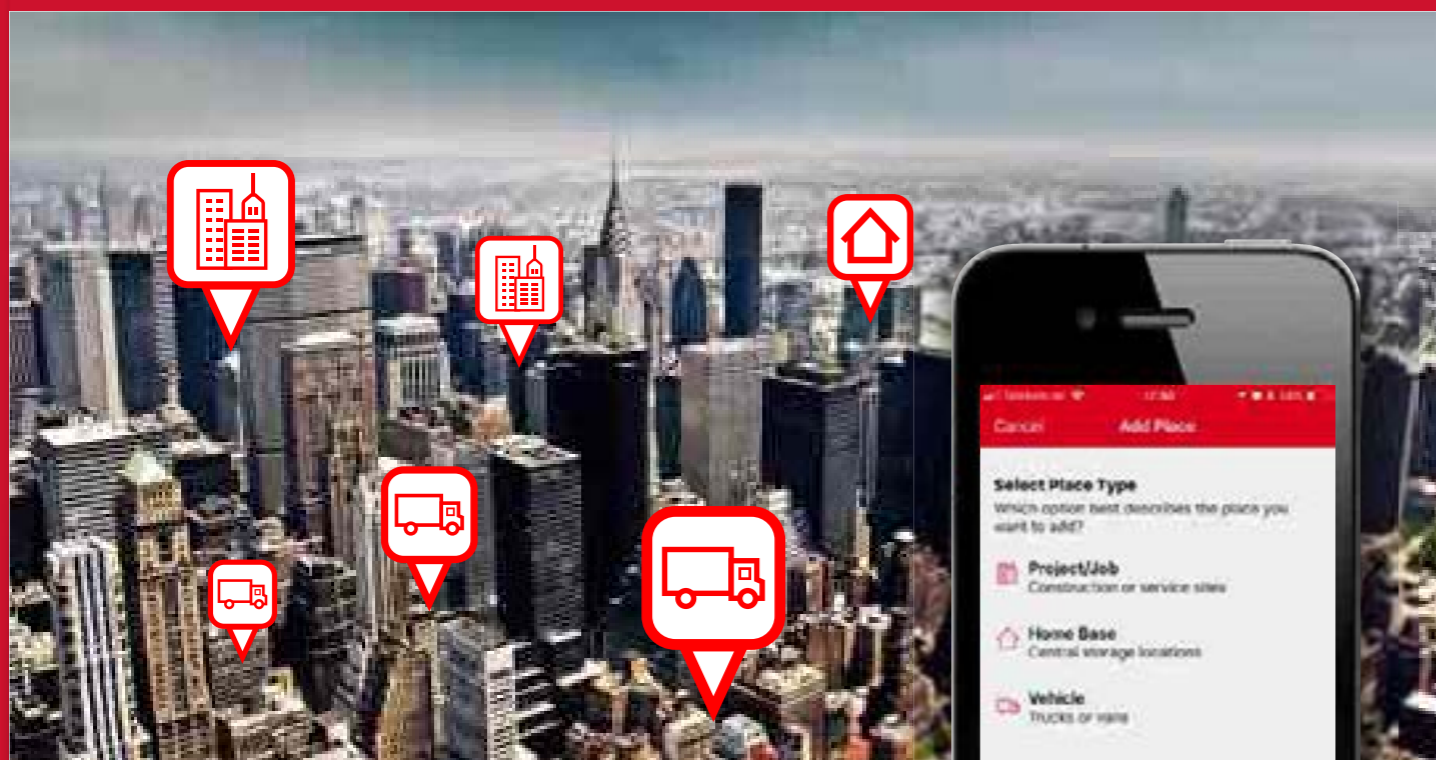 Cancel
Add Place
Select Place Type
Which option best describes the place you
want to add?
Project/Job
Construction or service sites
Home Base
Central storage locations
Vehicle
Trucks or vans